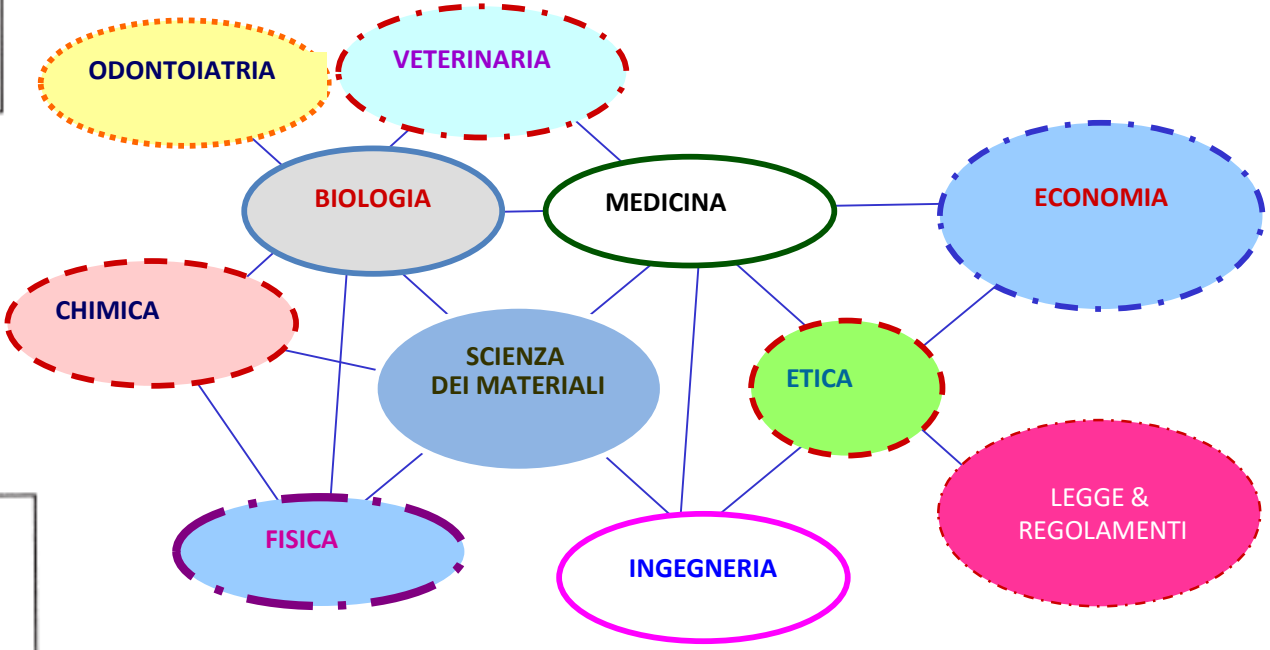 ODONTOIATRIA
VETERINARIA
BIOLOGIA
MEDICINA
ECONOMIA
CHIMICA
SCIENZA
DEI MATERIALI
ETICA
LEGGE &
REGOLAMENTI
FISICA
INGEGNERIA